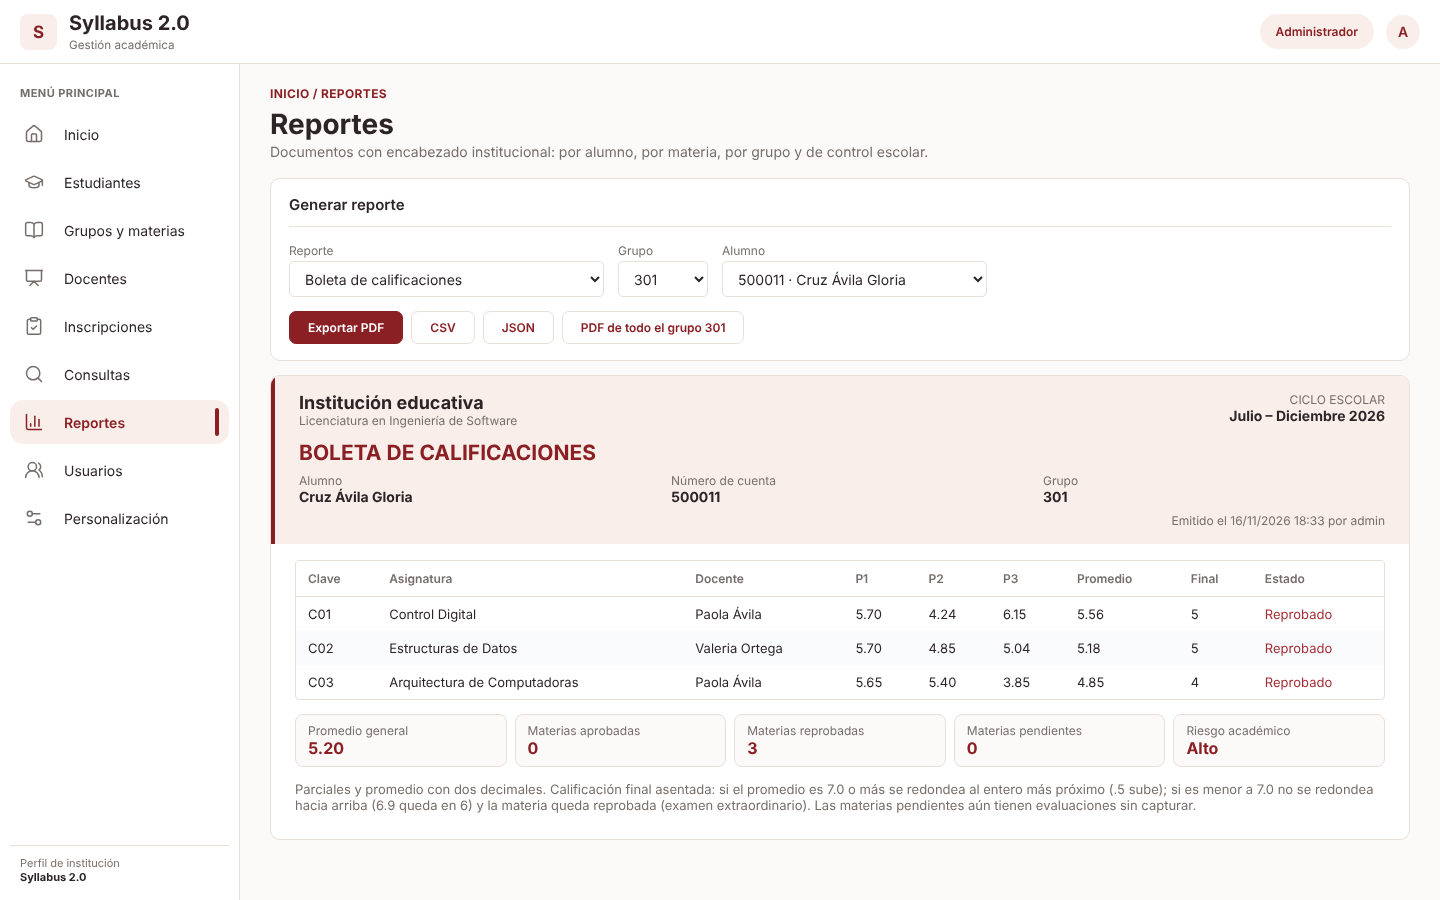 S
Syllabus 2.0
Gestión académica
Administrador
A
MENÚ PRINCIPAL
Inicio
Estudiantes
Grupos y materias
Docentes
Inscripciones
Consultas
Reportes
Usuarios
Personalización
Perfil de institución
Syllabus 2.0
INICIO / REPORTES
Reportes
Documentos con encabezado institucional: por alumno, por materia, por grupo y de control escolar.
Generar reporte
Reporte Grupo Alumno
Boleta de calificaciones 301 500011 · Cruz Ávila Gloria
Exportar PDF CSV JSON PDF de todo el grupo 301
Institución educativa
Licenciatura en Ingeniería de Software
CICLO ESCOLAR
Julio – Diciembre 2026
BOLETA DE CALIFICACIONES
Alumno Número de cuenta Grupo
Cruz Ávila Gloria 500011 301
Emitido el 16/11/2026 18:33 por admin
Clave Asignatura Docente P1 P2 P3 Promedio Final Estado
C01 Control Digital Paola Ávila 5.70 4.24 6.15 5.56 5 Reprobado
C02 Estructuras de Datos Valeria Ortega 5.70 4.85 5.04 5.18 5 Reprobado
C03 Arquitectura de Computadoras Paola Ávila 5.65 5.40 3.85 4.85 4 Reprobado
Promedio general Materias aprobadas Materias reprobadas Materias pendientes Riesgo académico
5.20 0 3 0 Alto
Parciales y promedio con dos decimales. Calificación final asentada: si el promedio es 7.0 o más se redondea al entero más próximo (.5 sube); si es menor a 7.0 no se redondea
hacia arriba (6.9 queda en 6) y la materia queda reprobada (examen extraordinario). Las materias pendientes aún tienen evaluaciones sin capturar.